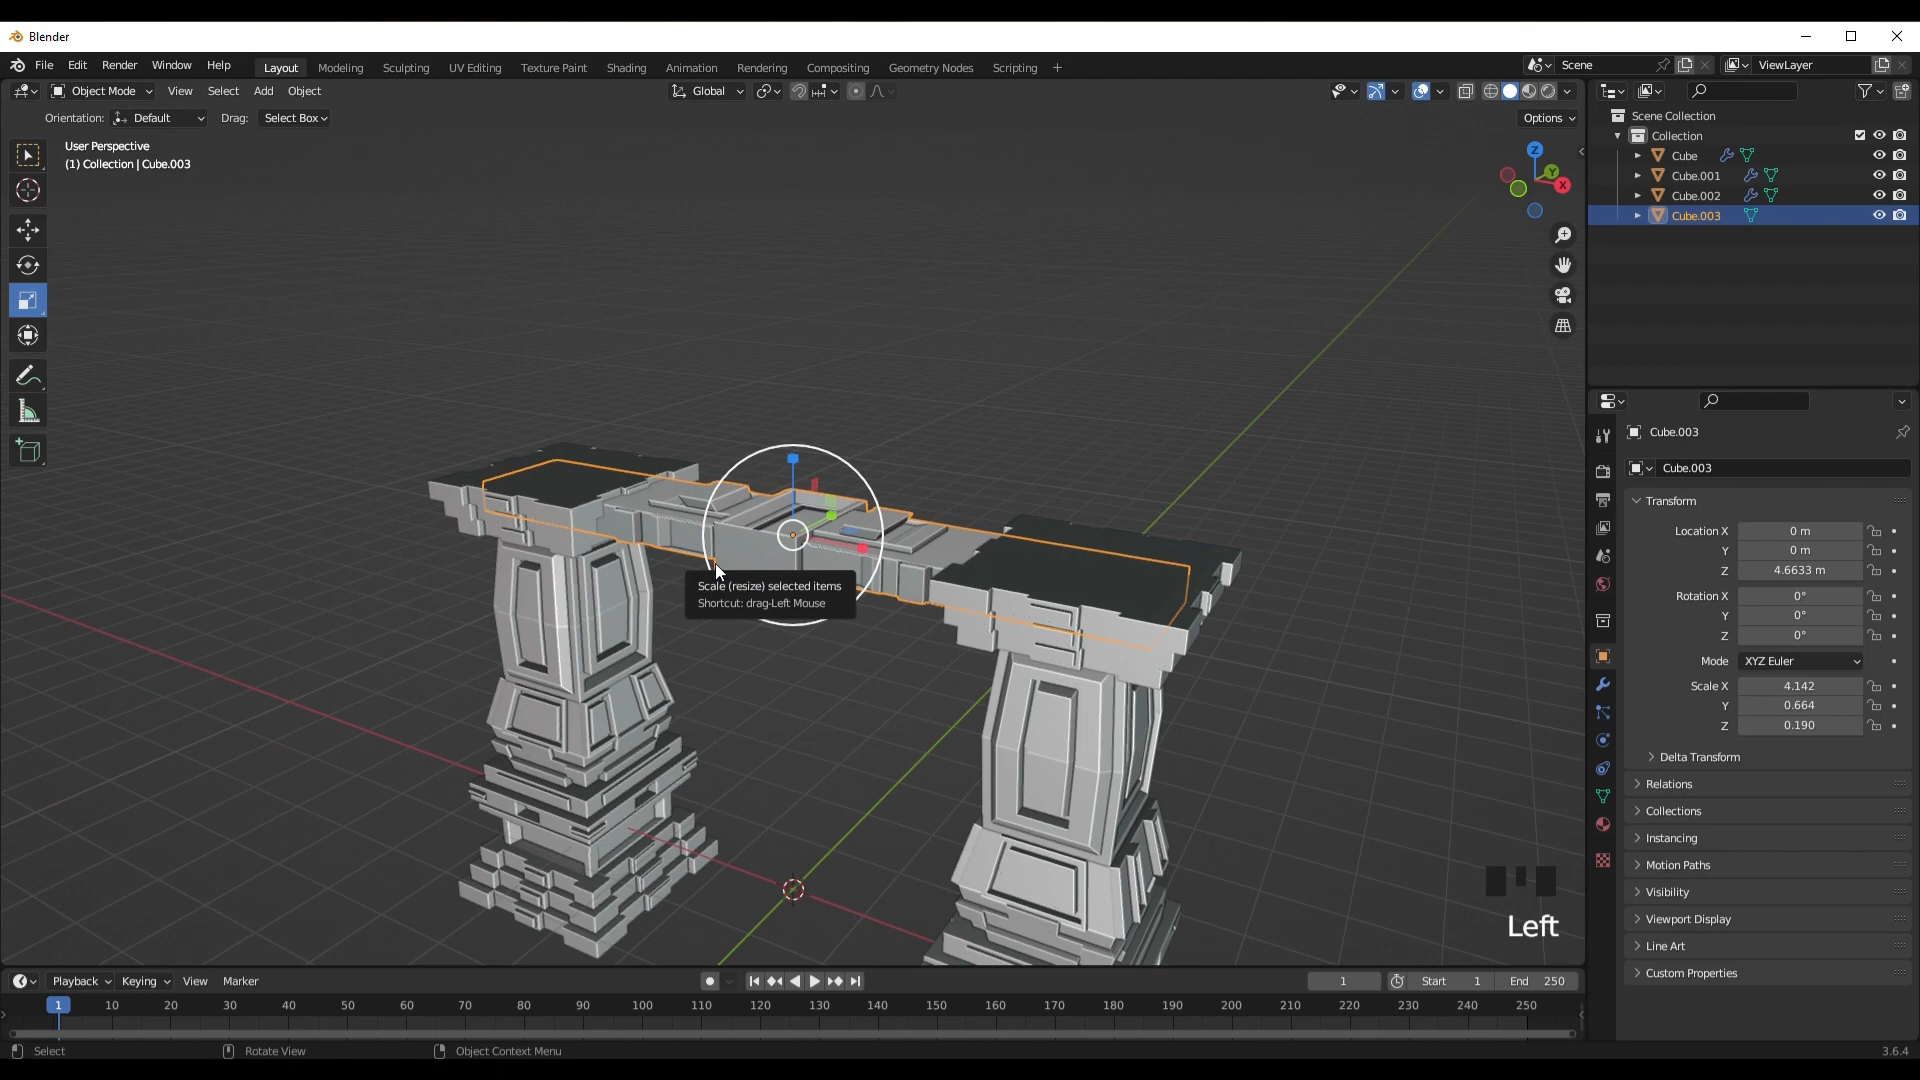 Blender
File Edit Render Window Help Layout Modeling Sculpting UV Editing Texture Paint Shading Animation Rendering Compositing Geometry Nodes Scripting + Scene ViewLayer
Object Mode View Select Add Object Global
Orientation: Default Drag: Select Box Options
User Perspective
(1) Collection | Cube.003
Z
Y
X
Scene Collection
Collection
Cube
Cube.001
Cube.002
Cube.003
Scale (resize) selected items
Shortcut: drag-Left Mouse
Left
Cube.003
Cube.003
Transform
Location X 0 m
Y 0 m
Z 4.6633 m
Rotation X 0°
Y 0°
Z 0°
Mode XYZ Euler
Scale X 4.142
Y 0.664
Z 0.190
Delta Transform
Relations
Collections
Instancing
Motion Paths
Visibility
Viewport Display
Line Art
Custom Properties
Playback Keying View Marker 1 Start 1 End 250
1 10 20 30 40 50 60 70 80 90 100 110 120 130 140 150 160 170 180 190 200 210 220 230 240 250
Select Rotate View Object Context Menu 3.6.4